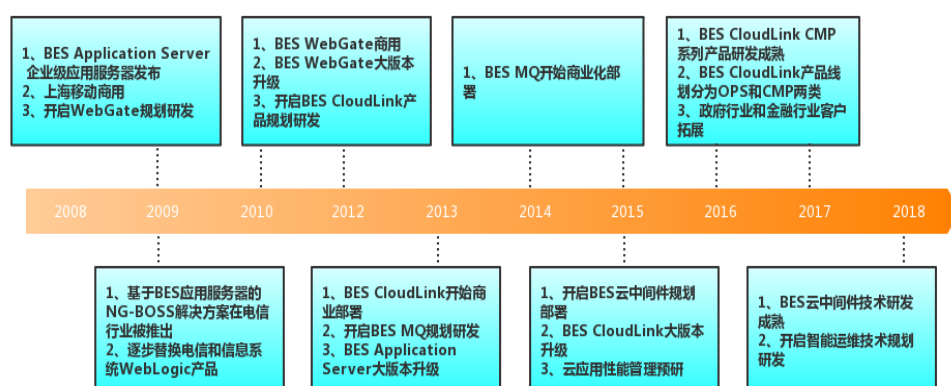 1、BES Application Server
企业级应用服务器发布
2、上海移动商用
3、开启WebGate规划研发
1、BES WebGate商用
2、BES WebGate大版本
升级
3、开启BES CloudLink产
品规划研发
1、BES MQ开始商业化部
署
1、BES CloudLink CMP
系列产品研发成熟
2、BES CloudLink产品线
划分为OPS和CMP两类
3、政府行业和金融行业客户
拓展
2008 2009 2010 2012 2013 2014 2015 2016 2017 2018
1、基于BES应用服务器的
NG-BOSS解决方案在电信
行业被推出
2、逐步替换电信和信息系
统WebLogic产品
1、BES CloudLink开始商
业部署
2、开启BES MQ规划研发
3、BES Application
Server大版本升级
1、开启BES云中间件规划
部署
2、BES CloudLink大版本
升级
3、云应用性能管理预研
1、BES云中间件技术研发
成熟
2、开启智能运维技术规划
研发